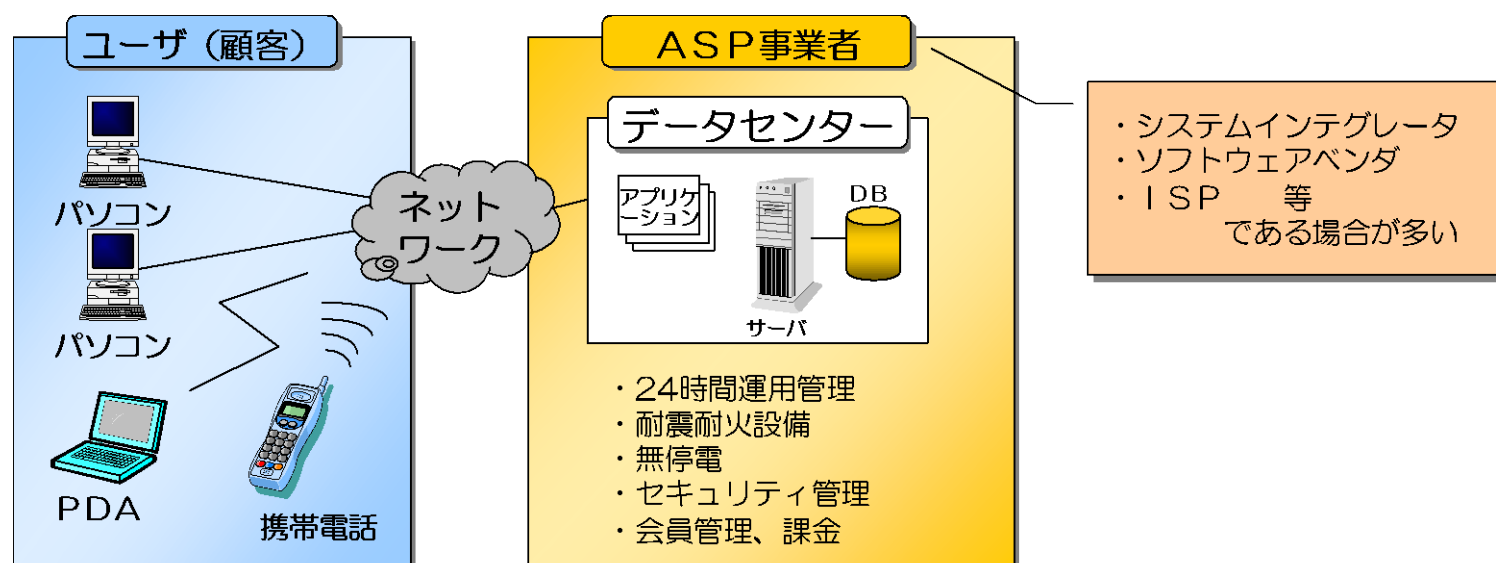 ユーザ（顧客）
パソコン
パソコン
PDA
携帯電話
ネット
ワーク
ASP事業者
データセンター
アプリケ
ーション
DB
サーバ
・24時間運用管理
・耐震耐火設備
・無停電
・セキュリティ管理
・会員管理、課金
・システムインテグレータ
・ソフトウェアベンダ
・ＩＳＰ　　等
である場合が多い